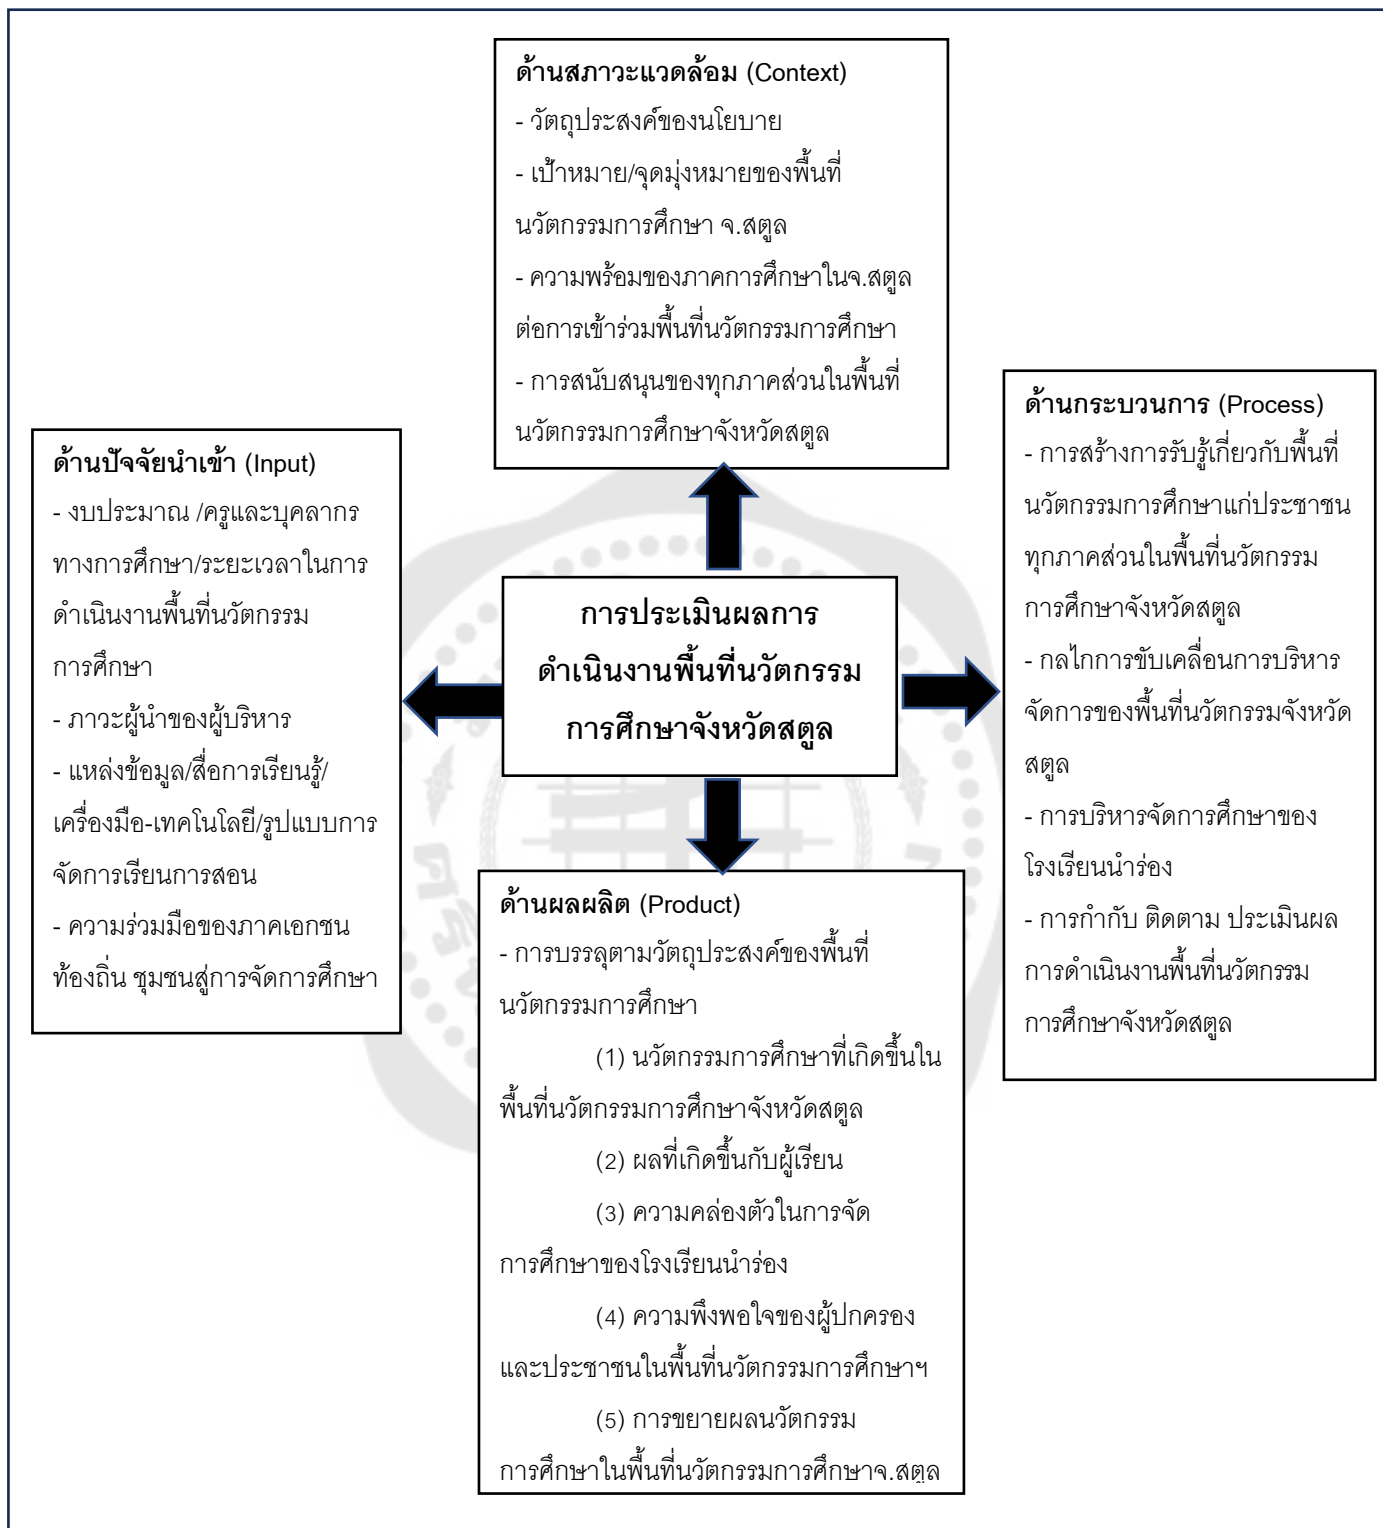 ด้านสภาวะแวดล้อม (Context)
- วัตถุประสงค์ของนโยบาย
- เป้าหมาย/จุดมุ่งหมายของพื้นที่
นวัตกรรมการศึกษา จ.สตูล
- ความพร้อมของภาคการศึกษาในจ.สตูล
ต่อการเข้าร่วมพื้นที่นวัตกรรมการศึกษา
- การสนับสนุนของทุกภาคส่วนในพื้นที่
นวัตกรรมการศึกษาจังหวัดสตูล
ด้านปัจจัยนำเข้า (Input)
- งบประมาณ /ครูและบุคลากร
ทางการศึกษา/ระยะเวลาในการ
ดำเนินงานพื้นที่นวัตกรรม
การศึกษา
- ภาวะผู้นำของผู้บริหาร
- แหล่งข้อมูล/สื่อการเรียนรู้/
เครื่องมือ-เทคโนโลยี/รูปแบบการ
จัดการเรียนการสอน
- ความร่วมมือของภาคเอกชน
ท้องถิ่น ชุมชนสู่การจัดการศึกษา
การประเมินผลการ
ดำเนินงานพื้นที่นวัตกรรม
การศึกษาจังหวัดสตูล
ด้านกระบวนการ (Process)
- การสร้างการรับรู้เกี่ยวกับพื้นที่
นวัตกรรมการศึกษาแก่ประชาชน
ทุกภาคส่วนในพื้นที่นวัตกรรม
การศึกษาจังหวัดสตูล
- กลไกการขับเคลื่อนการบริหาร
จัดการของพื้นที่นวัตกรรมจังหวัด
สตูล
- การบริหารจัดการศึกษาของ
โรงเรียนนำร่อง
- การกำกับ ติดตาม ประเมินผล
การดำเนินงานพื้นที่นวัตกรรม
การศึกษาจังหวัดสตูล
ด้านผลผลิต (Product)
- การบรรลุตามวัตถุประสงค์ของพื้นที่
นวัตกรรมการศึกษา
(1) นวัตกรรมการศึกษาที่เกิดขึ้นใน
พื้นที่นวัตกรรมการศึกษาจังหวัดสตูล
(2) ผลที่เกิดขึ้นกับผู้เรียน
(3) ความคล่องตัวในการจัด
การศึกษาของโรงเรียนนำร่อง
(4) ความพึงพอใจของผู้ปกครอง
และประชาชนในพื้นที่นวัตกรรมการศึกษาฯ
(5) การขยายผลนวัตกรรม
การศึกษาในพื้นที่นวัตกรรมการศึกษาจ.สตูล